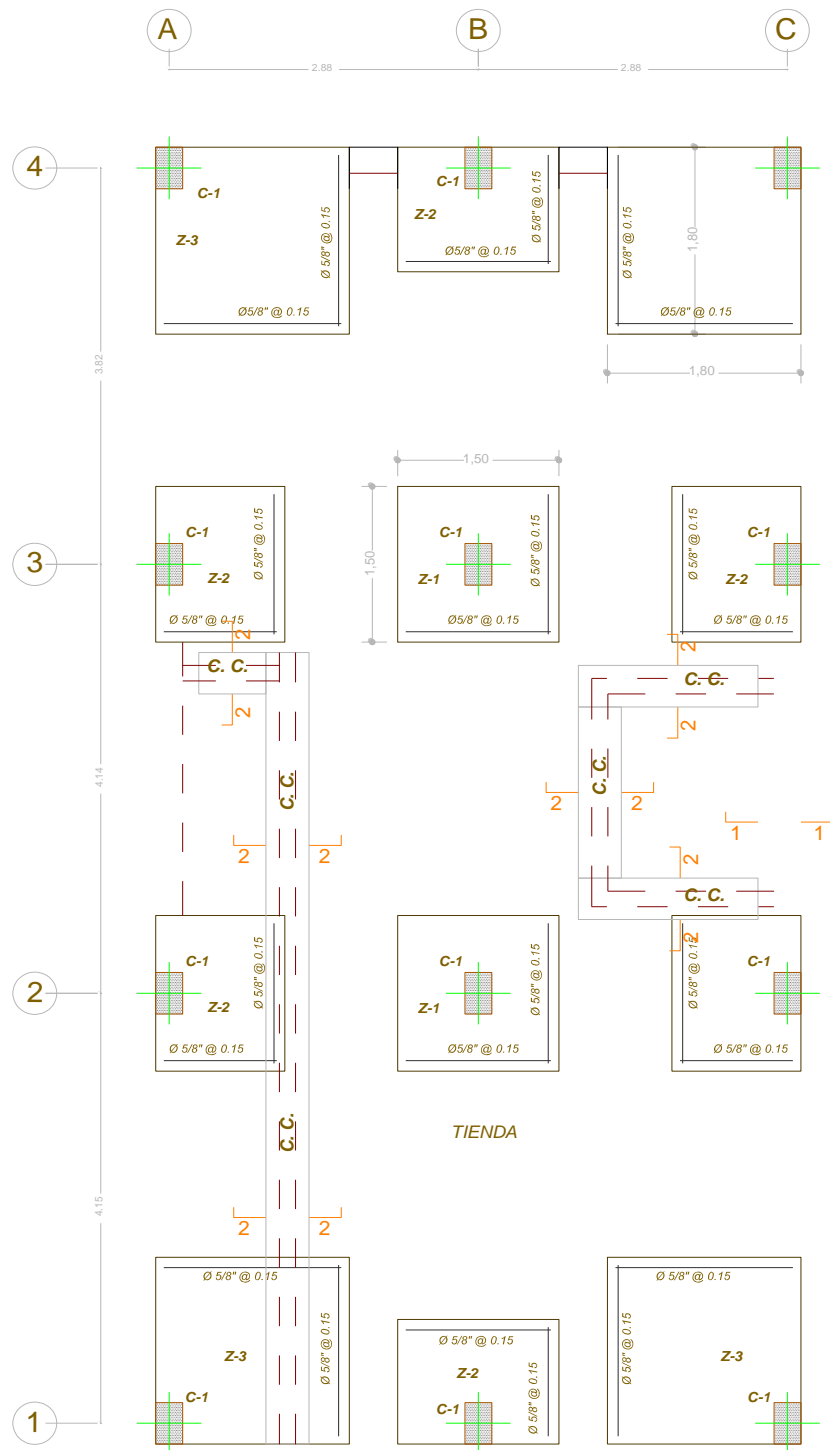 A B C
2.88 2.88
4
C-1
Z-3
Ø 5/8" @ 0.15
Ø5/8" @ 0.15
C-1
Z-2
Ø 5/8" @ 0.15
Ø5/8" @ 0.15
Ø 5/8" @ 0.15
Ø5/8" @ 0.15
1,80
1,80
3.82
1,50
1,50
3
C-1
Z-2
Ø 5/8" @ 0.15
Ø 5/8" @ 0.15
C-1
Z-1
Ø 5/8" @ 0.15
Ø5/8" @ 0.15
C-1
Z-2
Ø 5/8" @ 0.15
Ø 5/8" @ 0.15
2
C. C.
2
2
C. C.
2
C. C.
2 2
C. C.
2 2
1 1
4.14
2
C. C.
2
2
C-1
Z-2
Ø 5/8" @ 0.15
Ø 5/8" @ 0.15
C-1
Z-1
Ø 5/8" @ 0.15
Ø5/8" @ 0.15
C-1
Ø 5/8" @ 0.15
Ø 5/8" @ 0.15
C. C.
TIENDA
4.15
2 2
Ø 5/8" @ 0.15
Ø 5/8" @ 0.15
Z-3
C-1
Ø 5/8" @ 0.15
Z-2
C-1
Ø 5/8" @ 0.15
Ø 5/8" @ 0.15
Ø 5/8" @ 0.15
Z-3
C-1
1